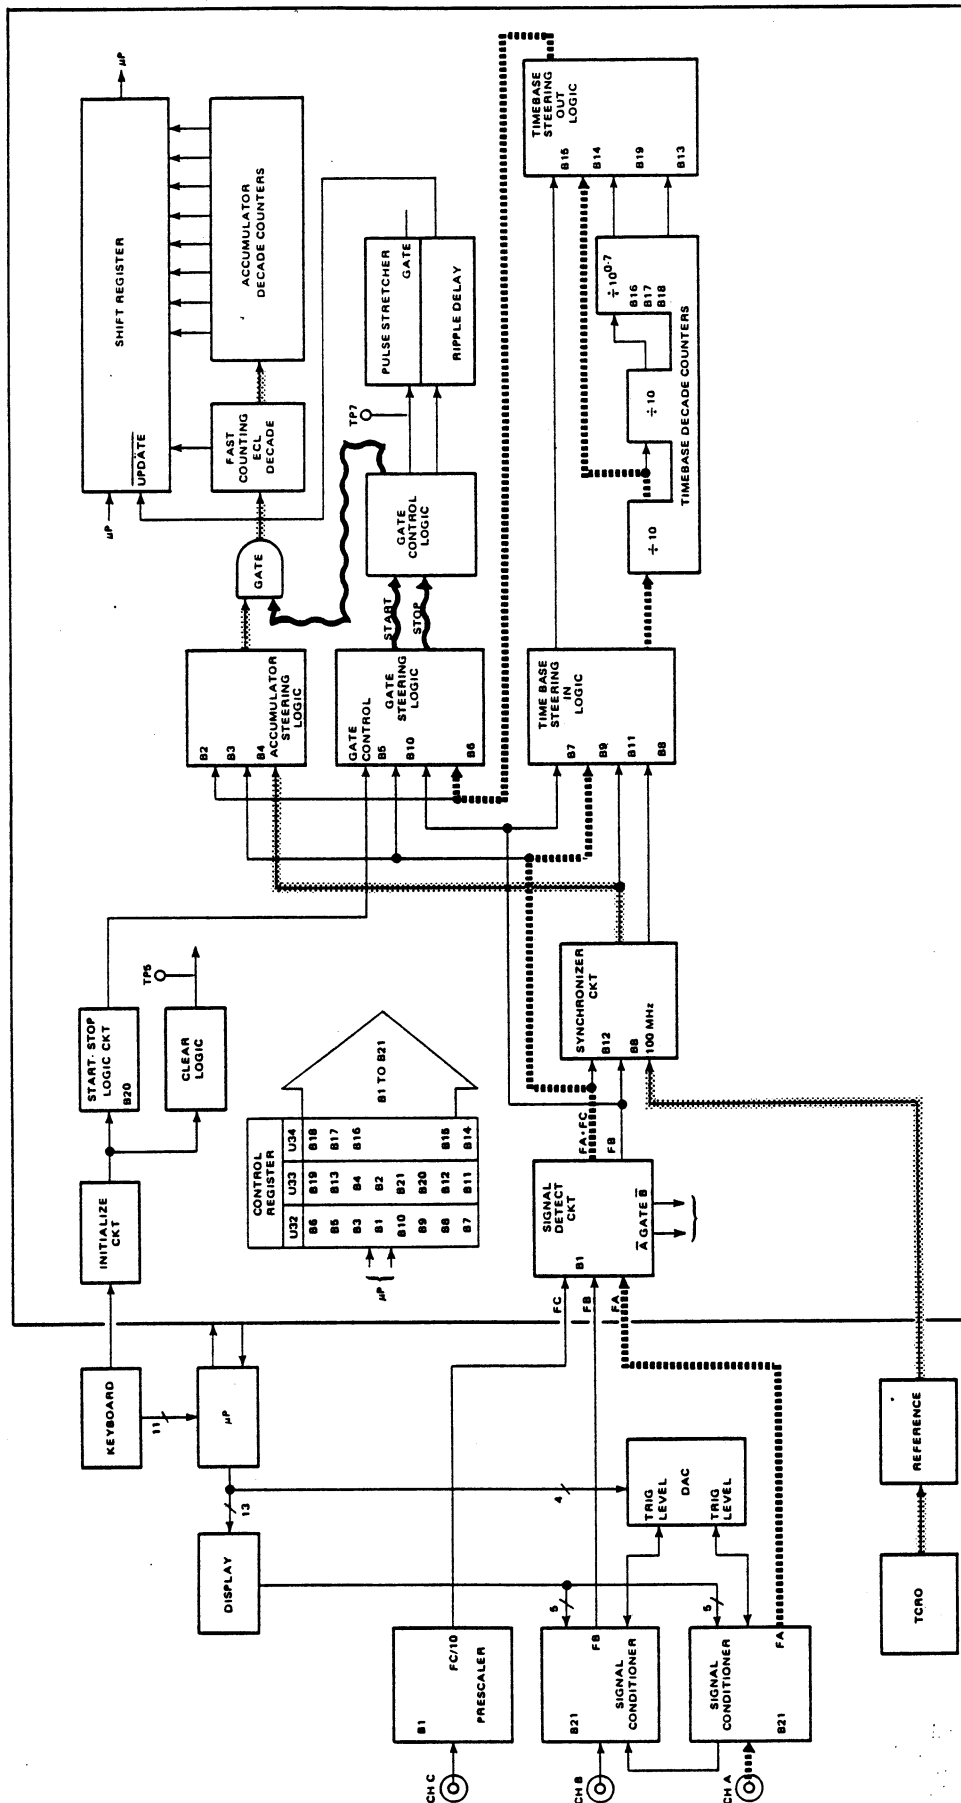 CH C
B1
FC/10
PRESCALER
CH B
B21
FB
SIGNAL
CONDITIONER
CH A
SIGNAL
CONDITIONER
B21
FA
TCRO
REFERENCE
DISPLAY
13
KEYBOARD
11
µP
4
5
5
TRIG
LEVEL
DAC
TRIG
LEVEL
FC
FB
FA
INITIALIZE
CKT
START-STOP
LOGIC CKT
B20
CLEAR
LOGIC
TP5
CONTROL
REGISTER
U32 U33 U34
B6 B19 B18
B5 B13 B17
B3 B4 B16
B1 B2
B10 B21
B9 B20
B8 B12 B15
B7 B11 B14
µP
B1 TO B21
SIGNAL
DETECT
CKT
B1
A GATE B
FA+FC
FB
SYNCHRONIZER
CKT
B12
B8
100 MHz
B2
B3
B4
ACCUMULATOR
STEERING
LOGIC
GATE
CONTROL
B5
B10
GATE
STEERING
LOGIC
B6
START
STOP
TIME BASE
STEERING
IN
LOGIC
B7
B9
B11
B8
GATE
GATE
CONTROL
LOGIC
TP7
PULSE STRETCHER
GATE
RIPPLE DELAY
FAST
COUNTING
ECL
DECADE
ACCUMULATOR
DECADE COUNTERS
SHIFT REGISTER
UPDATE
µP
µP
÷10
÷10
÷10⁰⁻⁷
B16
B17
B18
TIMEBASE DECADE COUNTERS
TIMEBASE
STEERING
OUT
LOGIC
B15
B14
B19
B13